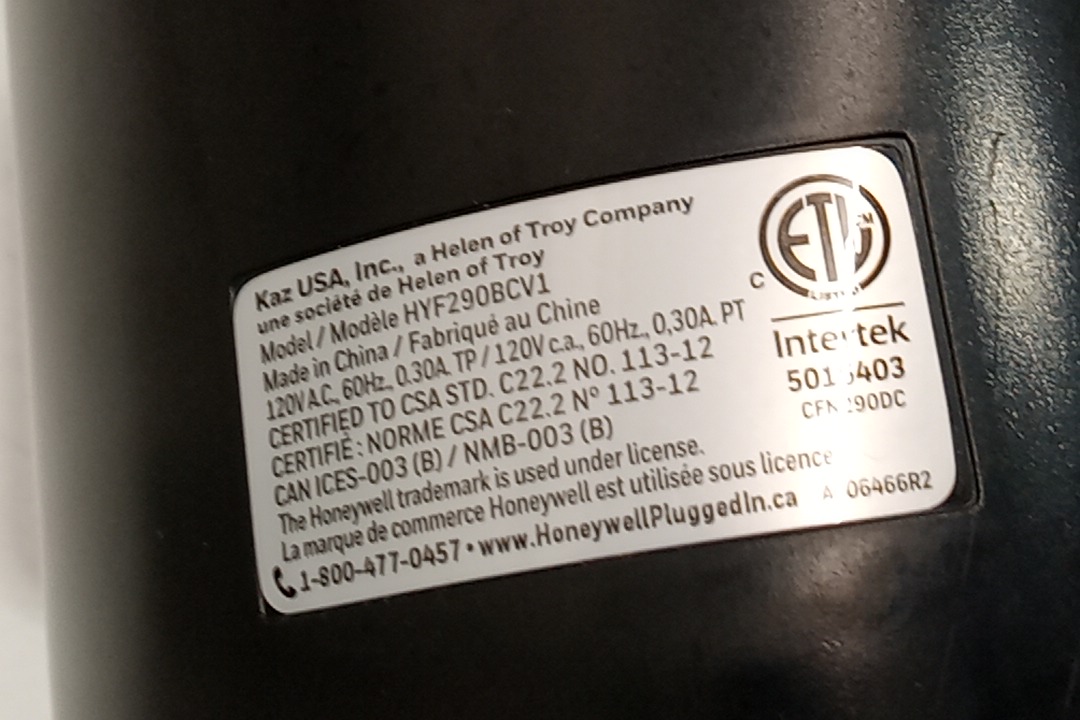 Kaz USA, Inc., a Helen of Troy Company
une société de Helen of Troy
Model / Modèle HYF290BCV1
Made in China / Fabriqué au Chine
120V A.C., 60Hz., 0.30A. TP / 120V c.a., 60Hz., 0,30A. PT
CERTIFIED TO CSA STD. C22.2 NO. 113-12
CERTIFIÉ : NORME CSA C22.2 Nº 113-12
CAN ICES-003 (B) / NMB-003 (B)
The Honeywell trademark is used under license.
La marque de commerce Honeywell est utilisée sous licence
1-800-477-0457 • www.HoneywellPluggedIn.ca
C
ETL
LISTED
Intertek
06466R2